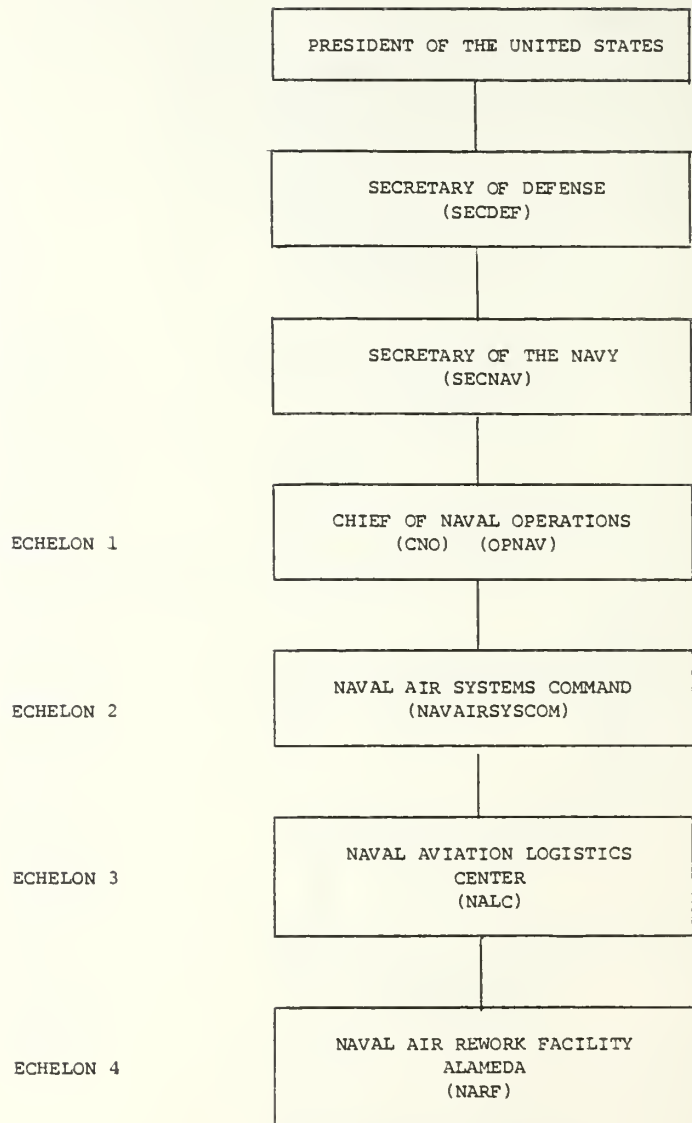 PRESIDENT OF THE UNITED STATES
SECRETARY OF DEFENSE
(SECDEF)
SECRETARY OF THE NAVY
(SECNAV)
ECHELON 1
CHIEF OF NAVAL OPERATIONS
(CNO) (OPNAV)
ECHELON 2
NAVAL AIR SYSTEMS COMMAND
(NAVAIRSYSCOM)
ECHELON 3
NAVAL AVIATION LOGISTICS
CENTER
(NALC)
ECHELON 4
NAVAL AIR REWORK FACILITY
ALAMEDA
(NARF)